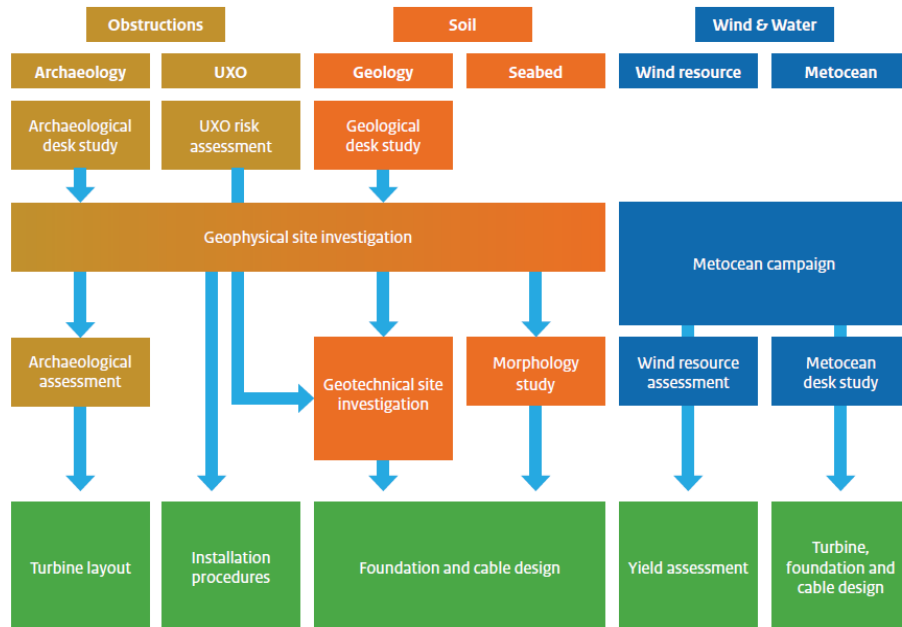 Obstructions
Soil
Wind & Water
Archaeology
UXO
Geology
Seabed
Wind resource
Metocean
Archaeological
desk study
UXO risk
assessment
Geological
desk study
Geophysical site investigation
Metocean campaign
Archaeological
assessment
Geotechnical site
investigation
Morphology
study
Wind resource
assessment
Metocean
desk study
Turbine layout
Installation
procedures
Foundation and cable design
Yield assessment
Turbine,
foundation and
cable design